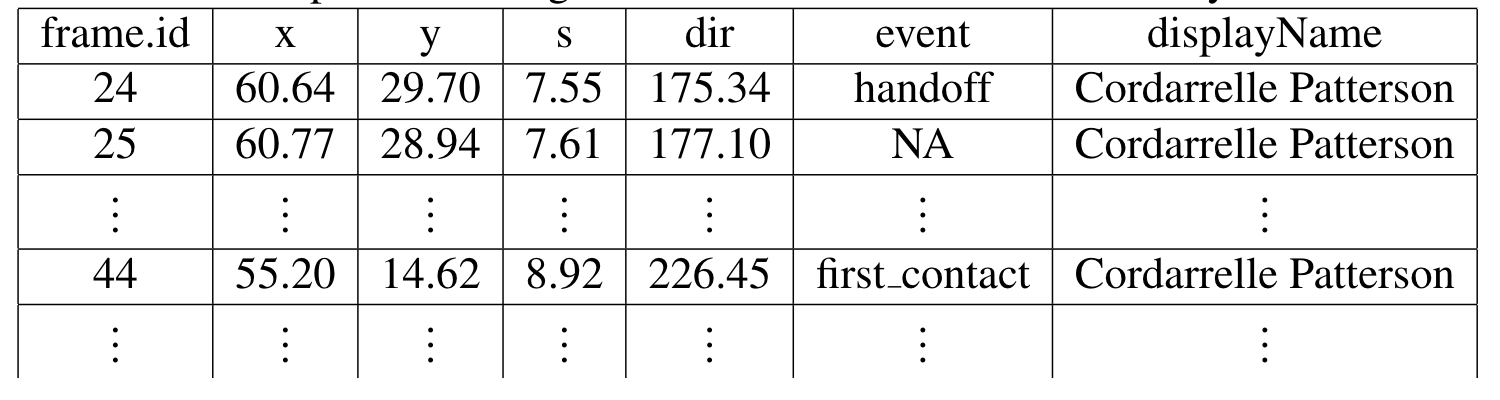 frame.id x y s dir event displayName
24 60.64 29.70 7.55 175.34 handoff Cordarrelle Patterson
25 60.77 28.94 7.61 177.10 NA Cordarrelle Patterson
⋮ ⋮ ⋮ ⋮ ⋮ ⋮ ⋮
44 55.20 14.62 8.92 226.45 first_contact Cordarrelle Patterson
⋮ ⋮ ⋮ ⋮ ⋮ ⋮ ⋮